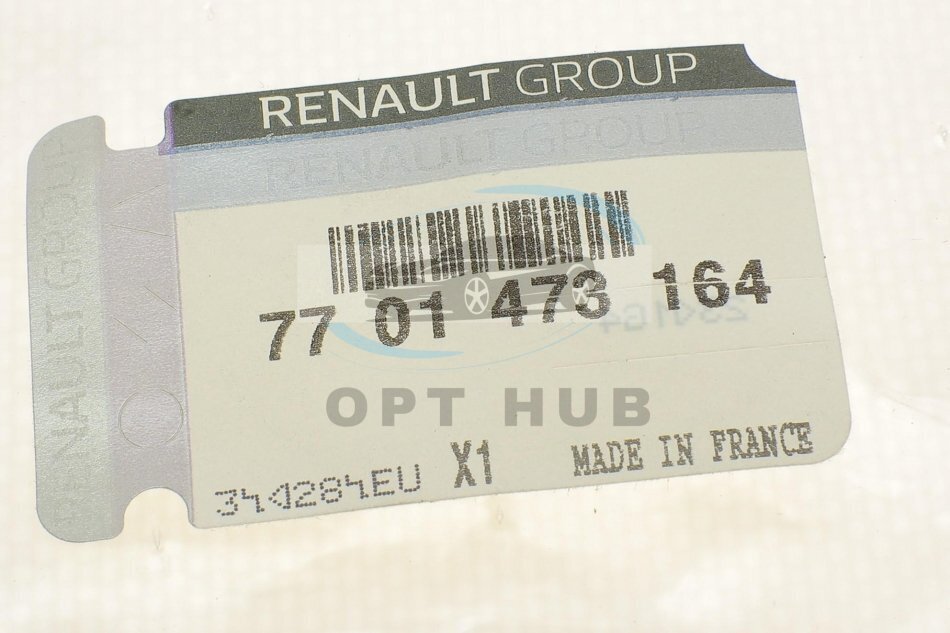 RENAULT GROUP
RENAULT GROUP
RENAULT GROUP
77 01 473 164
OPT HUB
X1
MADE IN FRANCE